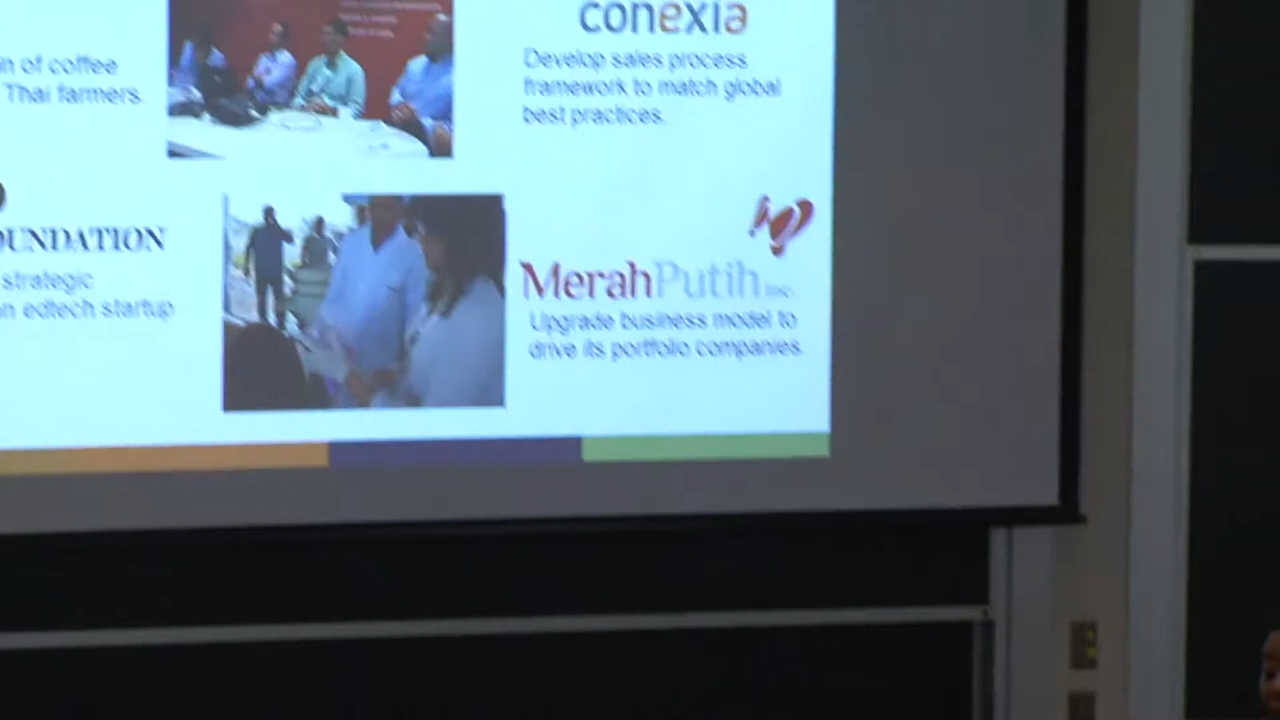 conexia
n of coffee
Thai farmers.
Develop sales process
framework to match global
best practices.
OUNDATION
strategic
n edtech startup
MerahPutih Inc.
Upgrade business model to
drive its portfolio companies.